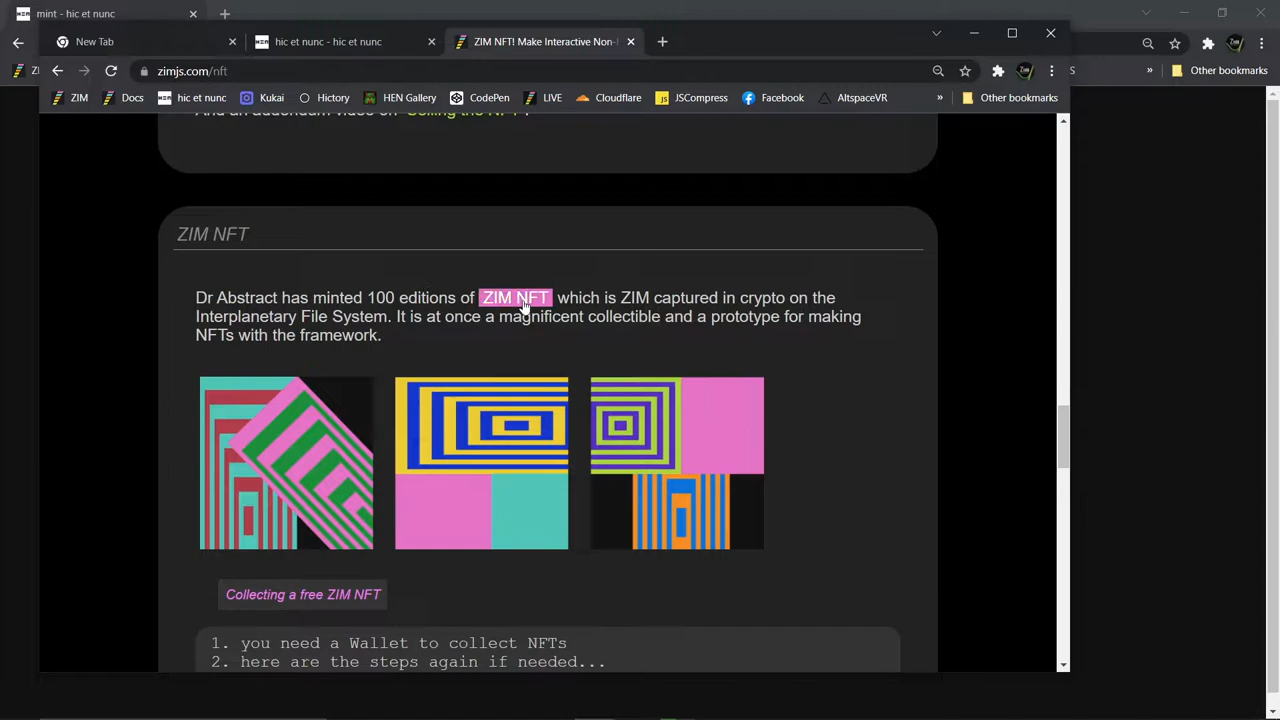 mint - hic et nunc
New Tab
hic et nunc - hic et nunc
ZIM NFT! Make Interactive Non-
zimjs.com/nft
ZIM
Docs
hic et nunc
Kukai
Hictory
HEN Gallery
CodePen
LIVE
Cloudflare
JSCompress
Facebook
AltspaceVR
»
Other bookmarks
»
Other bookmarks
ZIM NFT
Dr Abstract has minted 100 editions of ZIM NFT which is ZIM captured in crypto on the
Interplanetary File System. It is at once a magnificent collectible and a prototype for making
NFTs with the framework.
Collecting a free ZIM NFT
1. you need a Wallet to collect NFTs
2. here are the steps again if needed...